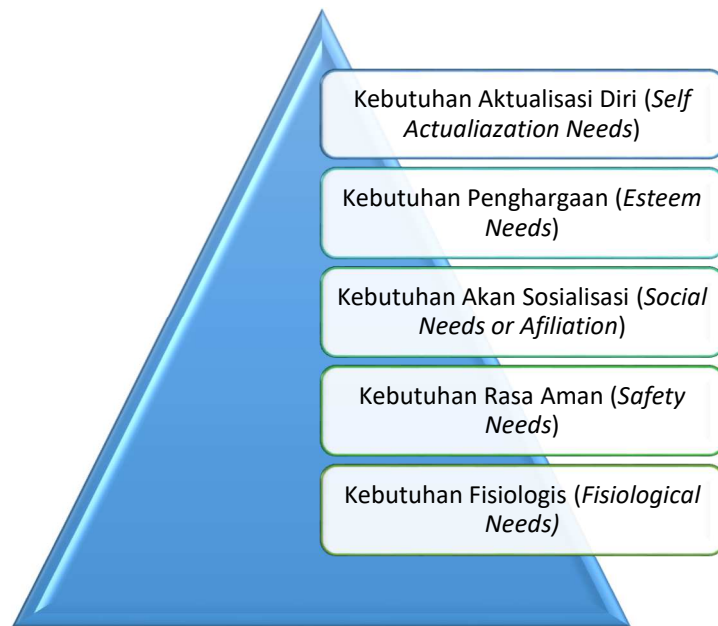 Kebutuhan Aktualisasi Diri (Self
Actualiazation Needs)
Kebutuhan Penghargaan (Esteem
Needs)
Kebutuhan Akan Sosialisasi (Social
Needs or Afiliation)
Kebutuhan Rasa Aman (Safety
Needs)
Kebutuhan Fisiologis (Fisiological
Needs)